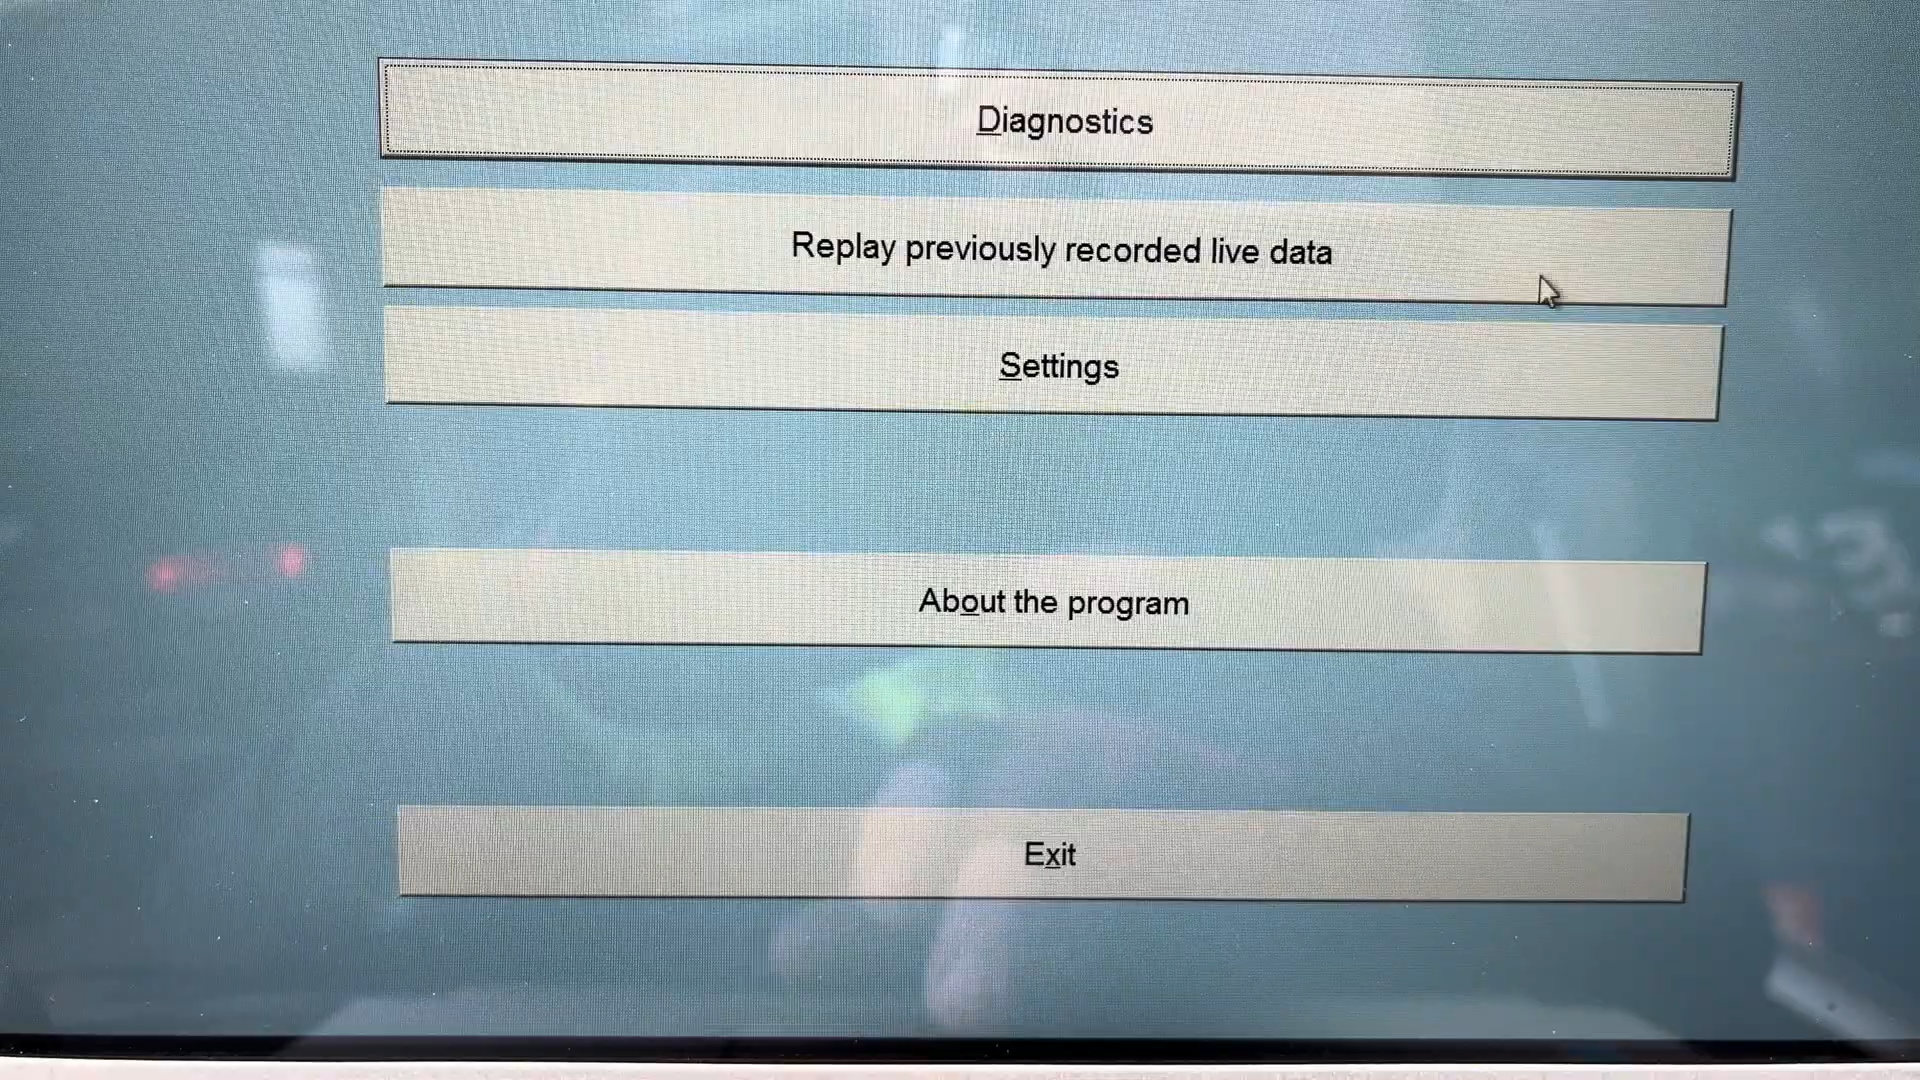 Diagnostics
Replay previously recorded live data
Settings
About the program
Exit